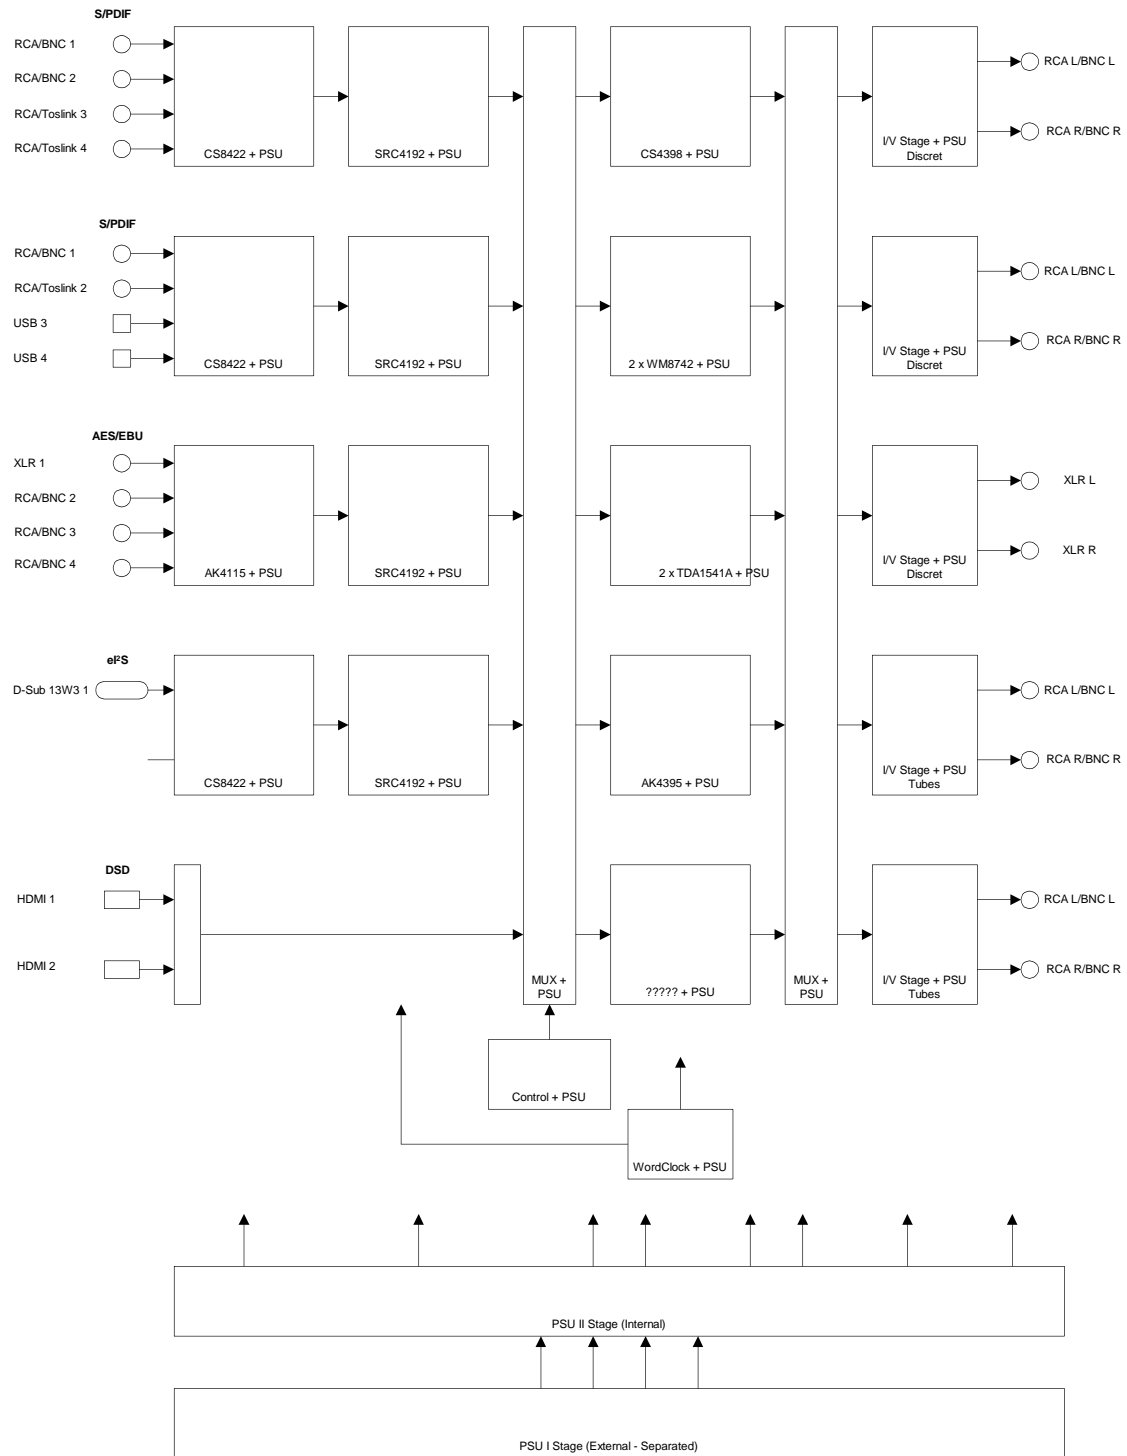 S/PDIF
RCA/BNC 1
RCA/BNC 2
RCA/Toslink 3
RCA/Toslink 4
CS8422 + PSU
SRC4192 + PSU
CS4398 + PSU
I/V Stage + PSU
Discret
RCA L/BNC L
RCA R/BNC R
S/PDIF
RCA/BNC 1
RCA/Toslink 2
USB 3
USB 4
CS8422 + PSU
SRC4192 + PSU
2 x WM8742 + PSU
I/V Stage + PSU
Discret
RCA L/BNC L
RCA R/BNC R
AES/EBU
XLR 1
RCA/BNC 2
RCA/BNC 3
RCA/BNC 4
AK4115 + PSU
SRC4192 + PSU
2 x TDA1541A + PSU
I/V Stage + PSU
Discret
XLR L
XLR R
eI²S
D-Sub 13W3 1
CS8422 + PSU
SRC4192 + PSU
AK4395 + PSU
I/V Stage + PSU
Tubes
RCA L/BNC L
RCA R/BNC R
DSD
HDMI 1
HDMI 2
MUX +
PSU
????? + PSU
MUX +
PSU
I/V Stage + PSU
Tubes
RCA L/BNC L
RCA R/BNC R
Control + PSU
WordClock + PSU
PSU II Stage (Internal)
PSU I Stage (External - Separated)